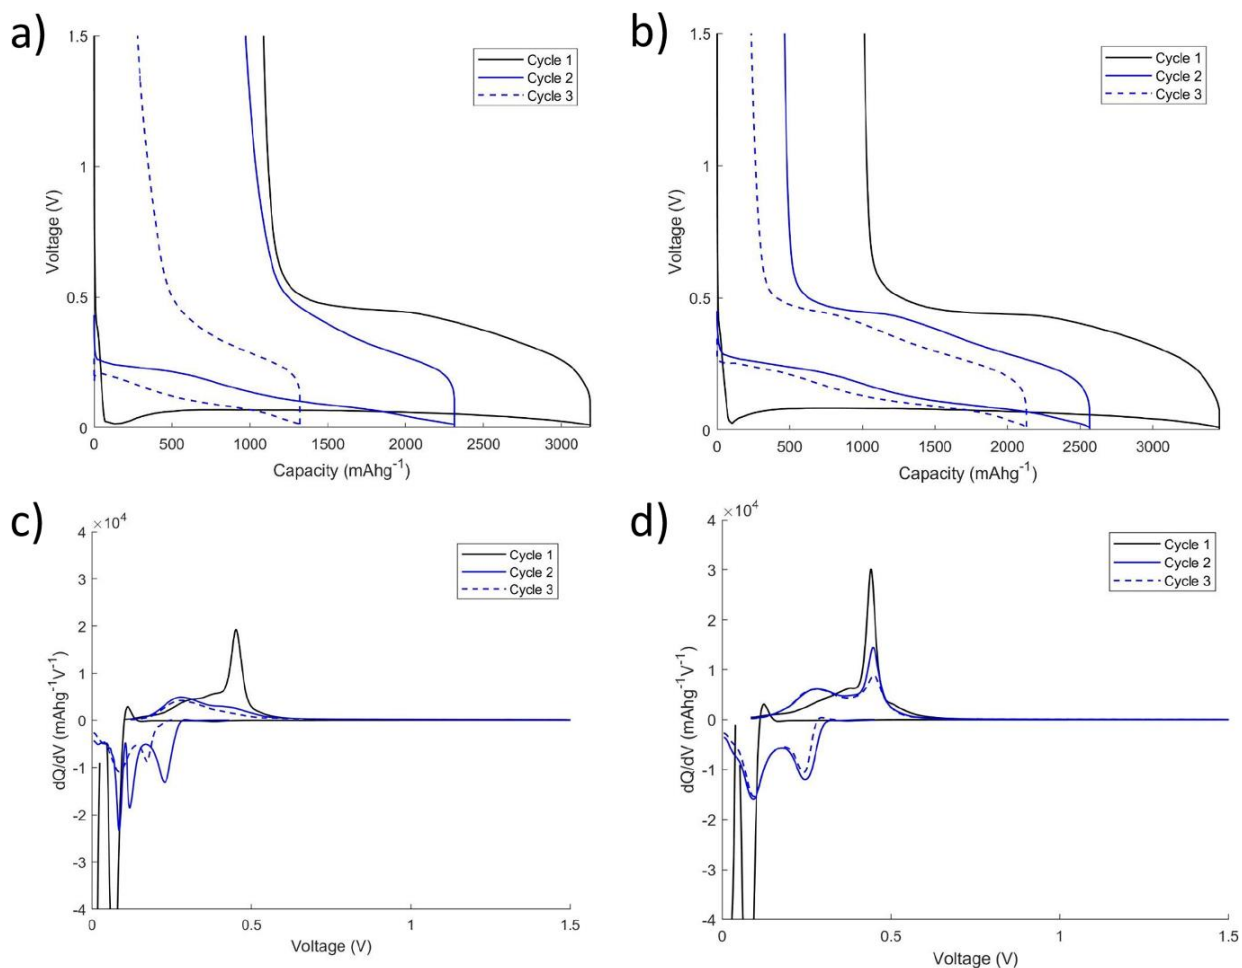 a)
1.5
1
0.5
0
Voltage (V)
0 500 1000 1500 2000 2500 3000
Capacity (mAhg⁻¹)
Cycle 1
Cycle 2
Cycle 3
b)
1.5
1
0.5
0
Voltage (V)
0 500 1000 1500 2000 2500 3000
Capacity (mAhg⁻¹)
Cycle 1
Cycle 2
Cycle 3
c)
×10⁴
4
3
2
1
0
-1
-2
-3
-4
dQ/dV (mAhg⁻¹V⁻¹)
0 0.5 1 1.5
Voltage (V)
Cycle 1
Cycle 2
Cycle 3
d)
×10⁴
4
3
2
1
0
-1
-2
-3
-4
dQ/dV (mAhg⁻¹V⁻¹)
0 0.5 1 1.5
Voltage (V)
Cycle 1
Cycle 2
Cycle 3